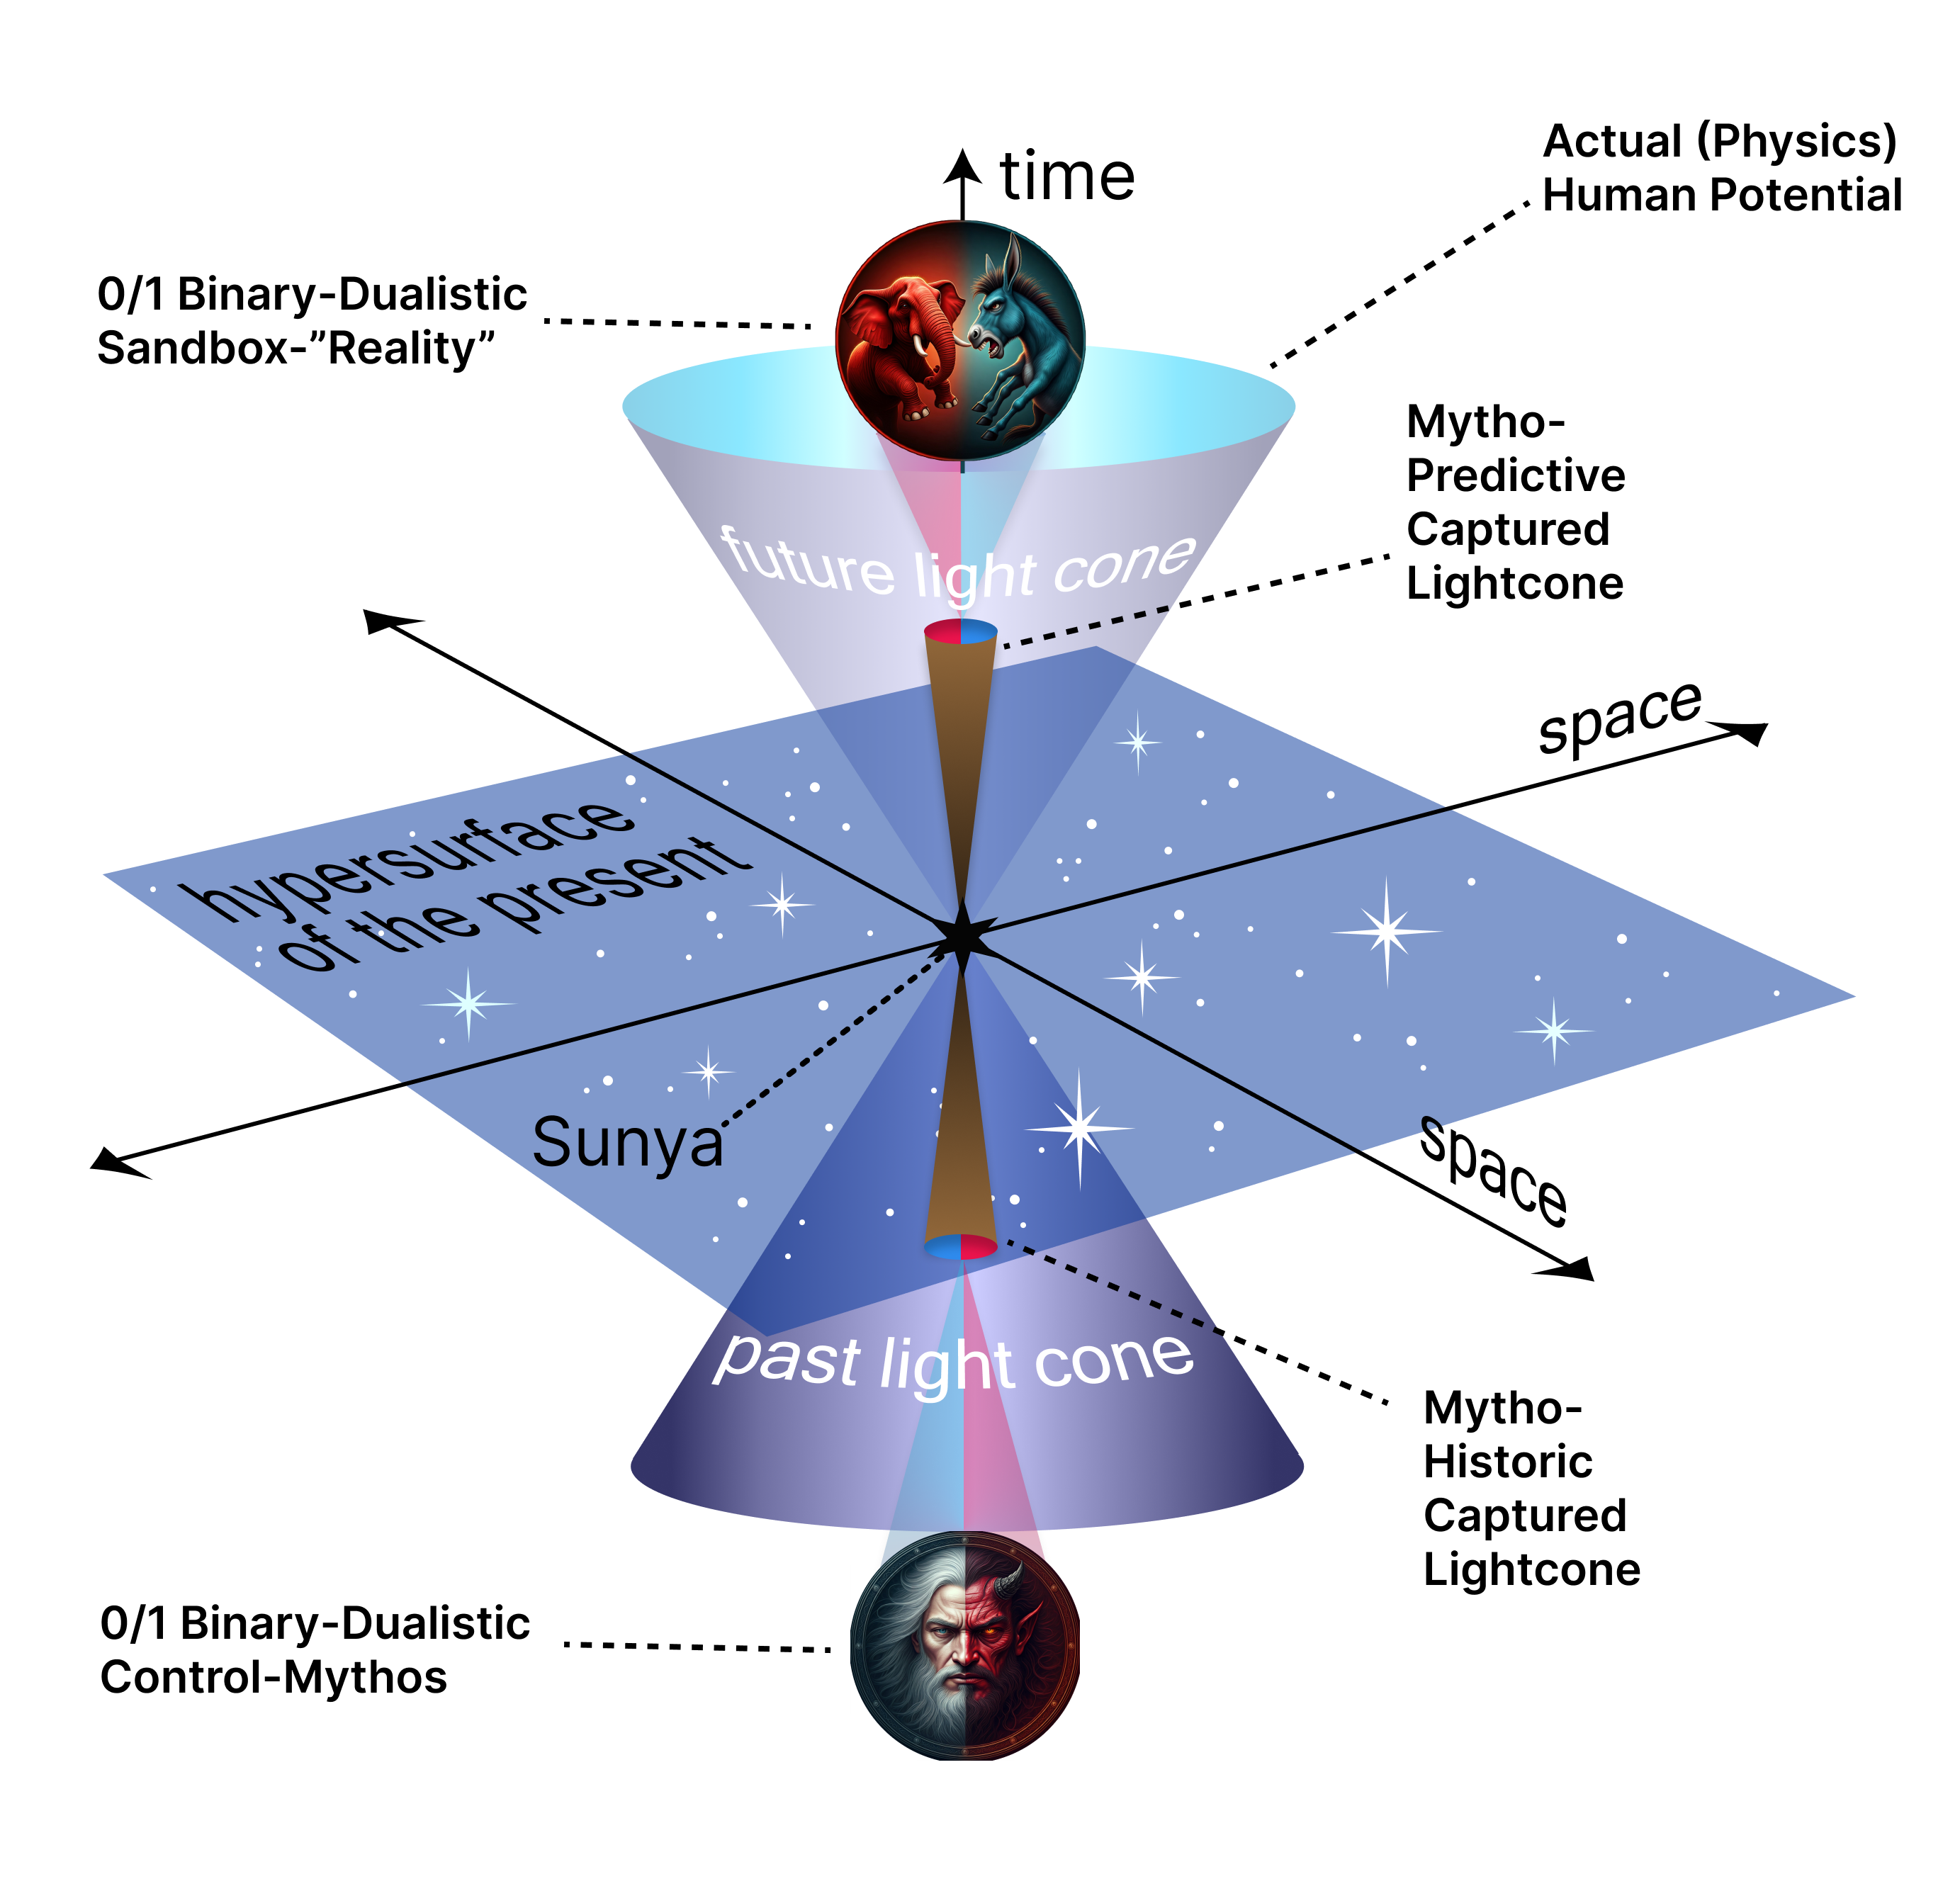 time
Actual (Physics)
Human Potential
0/1 Binary-Dualistic
Sandbox-”Reality”
Mytho-
Predictive
Captured
Lightcone
future light cone
space
hypersurface
of the present
Sunya
space
past light cone
Mytho-
Historic
Captured
Lightcone
0/1 Binary-Dualistic
Control-Mythos